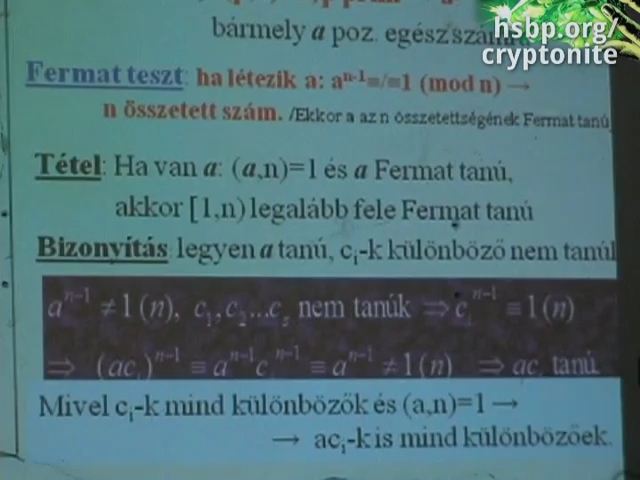 bármely a poz. egész
hsbp.org/
cryptonite
Fermat teszt: ha létezik a: aⁿ⁻¹≡/≡1 (mod n) →
n összetett szám. /Ekkor a az n összetettségének Fermat tanú
Tétel: Ha van a: (a,n)=1 és a Fermat tanú,
akkor [1,n) legalább fele Fermat tanú
Bizonyítás: legyen a tanú, cᵢ-k különböző nem tanú
aⁿ⁻¹ ≠ 1 (n), c₁,c₂...cₛ nem tanúk ⇒ cᵢⁿ⁻¹ ≡ 1 (n)
⇒ (acᵢ)ⁿ⁻¹ ≡ aⁿ⁻¹cᵢⁿ⁻¹ ≡ aⁿ⁻¹ ≠ 1 (n) ⇒ acᵢ tanú
Mivel cᵢ-k mind különbözők és (a,n)=1 →
→ acᵢ-k is mind különbözőek.